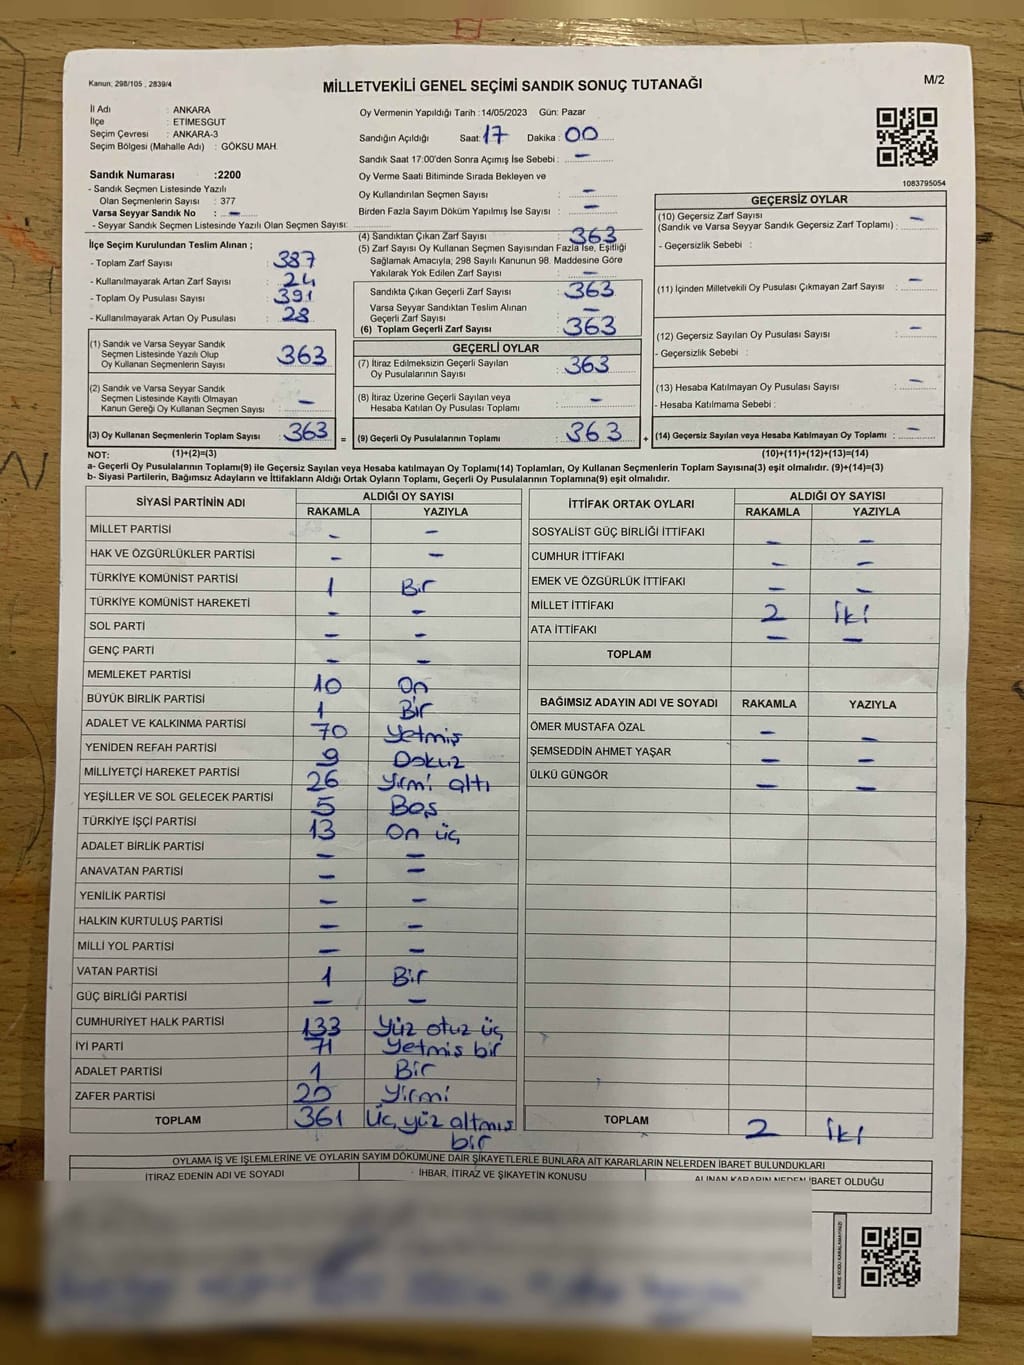 Kanun; 298/105 , 2839/4
MİLLETVEKİLİ GENEL SEÇİMİ SANDIK SONUÇ TUTANAĞI
M/2
İl Adı : ANKARA
İlçe : ETİMESGUT
Seçim Çevresi : ANKARA-3
Seçim Bölgesi (Mahalle Adı) : GÖKSU MAH.
Oy Vermenin Yapıldığı Tarih :14/05/2023 Gün: Pazar
Sandığın Açıldığı Saat: 17 Dakika : 00
Sandık Saat 17:00'den Sonra Açımış İse Sebebi : -
Oy Verme Saati Bitiminde Sırada Bekleyen ve
Oy Kullandırılan Seçmen Sayısı : -
Birden Fazla Sayım Döküm Yapılmış İse Sayısı : -
1083795054
Sandık Numarası :2200
- Sandık Seçmen Listesinde Yazılı
Olan Seçmenlerin Sayısı : 377
Varsa Seyyar Sandık No : -
- Seyyar Sandık Seçmen Listesinde Yazılı Olan Seçmen Sayısı:
İlçe Seçim Kurulundan Teslim Alınan ;
- Toplam Zarf Sayısı : 387
- Kullanılmayarak Artan Zarf Sayısı : 24
- Toplam Oy Pusulası Sayısı : 391
- Kullanılmayarak Artan Oy Pusulası : 28
(1) Sandık ve Varsa Seyyar Sandık
Seçmen Listesinde Yazılı Olup
Oy Kullanan Seçmenlerin Sayısı : 363
(2) Sandık ve Varsa Seyyar Sandık
Seçmen Listesinde Kayıtlı Olmayan
Kanun Gereği Oy Kullanan Seçmen Sayısı : -
(3) Oy Kullanan Seçmenlerin Toplam Sayısı : 363 =
(4) Sandıktan Çıkan Zarf Sayısı : 363
(5) Zarf Sayısı Oy Kullanan Seçmen Sayısından Fazla İse, Eşitliği
Sağlamak Amacıyla; 298 Sayılı Kanunun 98. Maddesine Göre
Yakılarak Yok Edilen Zarf Sayısı : -
Sandıkta Çıkan Geçerli Zarf Sayısı : 363
Varsa Seyyar Sandıktan Teslim Alınan
Geçerli Zarf Sayısı : -
(6) Toplam Geçerli Zarf Sayısı : 363
GEÇERLİ OYLAR
(7) İtiraz Edilmeksizin Geçerli Sayılan
Oy Pusulalarının Sayısı : 363
(8) İtiraz Üzerine Geçerli Sayılan veya
Hesaba Katılan Oy Pusulası Toplamı : -
(9) Geçerli Oy Pusulalarının Toplamı : 363 +
GEÇERSİZ OYLAR
(10) Geçersiz Zarf Sayısı
(Sandık ve Varsa Seyyar Sandık Geçersiz Zarf Toplamı) : -
- Geçersizlik Sebebi :
(11) İçinden Milletvekili Oy Pusulası Çıkmayan Zarf Sayısı : -
(12) Geçersiz Sayılan Oy Pusulası Sayısı : -
- Geçersizlik Sebebi :
(13) Hesaba Katılmayan Oy Pusulası Sayısı : -
- Hesaba Katılmama Sebebi :
(14) Geçersiz Sayılan veya Hesaba Katılmayan Oy Toplamı : -
NOT: (1)+(2)=(3) (10)+(11)+(12)+(13)=(14)
a- Geçerli Oy Pusulalarının Toplamı(9) ile Geçersiz Sayılan veya Hesaba katılmayan Oy Toplamı(14) Toplamları, Oy Kullanan Seçmenlerin Toplam Sayısına(3) eşit olmalıdır. (9)+(14)=(3)
b- Siyasi Partilerin, Bağımsız Adayların ve İttifakların Aldığı Ortak Oyların Toplamı, Geçerli Oy Pusulalarının Toplamına(9) eşit olmalıdır.
SİYASİ PARTİNİN ADI ALDIĞI OY SAYISI
RAKAMLA YAZIYLA
MİLLET PARTİSİ - -
HAK VE ÖZGÜRLÜKLER PARTİSİ - -
TÜRKİYE KOMÜNİST PARTİSİ 1 Bir
TÜRKİYE KOMÜNİST HAREKETİ - -
SOL PARTİ - -
GENÇ PARTİ - -
MEMLEKET PARTİSİ 10 On
BÜYÜK BİRLİK PARTİSİ 1 Bir
ADALET VE KALKINMA PARTİSİ 70 Yetmiş
YENİDEN REFAH PARTİSİ 9 Dokuz
MİLLİYETÇİ HAREKET PARTİSİ 26 Yirmi altı
YEŞİLLER VE SOL GELECEK PARTİSİ 5 Beş
TÜRKİYE İŞÇİ PARTİSİ 13 On üç
ADALET BİRLİK PARTİSİ - -
ANAVATAN PARTİSİ - -
YENİLİK PARTİSİ - -
HALKIN KURTULUŞ PARTİSİ - -
MİLLİ YOL PARTİSİ - -
VATAN PARTİSİ 1 Bir
GÜÇ BİRLİĞİ PARTİSİ - -
CUMHURİYET HALK PARTİSİ 133 Yüz otuz üç
İYİ PARTİ 71 Yetmiş bir
ADALET PARTİSİ 1 Bir
ZAFER PARTİSİ 20 Yirmi
TOPLAM 361 Üç yüz altmış
bir
İTTİFAK ORTAK OYLARI ALDIĞI OY SAYISI
RAKAMLA YAZIYLA
SOSYALİST GÜÇ BİRLİĞİ İTTİFAKI - -
CUMHUR İTTİFAKI - -
EMEK VE ÖZGÜRLÜK İTTİFAKI - -
MİLLET İTTİFAKI 2 İki
ATA İTTİFAKI - -
TOPLAM
BAĞIMSIZ ADAYIN ADI VE SOYADI RAKAMLA YAZIYLA
ÖMER MUSTAFA ÖZAL - -
ŞEMSEDDİN AHMET YAŞAR - -
ÜLKÜ GÜNGÖR - -
TOPLAM 2 İki
OYLAMA İŞ VE İŞLEMLERİNE VE OYLARIN SAYIM DÖKÜMÜNE DAİR ŞİKAYETLERLE BUNLARA AİT KARARLARIN NELERDEN İBARET BULUNDUKLARI
İTİRAZ EDENİN ADI VE SOYADI İHBAR, İTİRAZ VE ŞİKAYETİN KONUSU ALINAN KARARIN NEDEN İBARET OLDUĞU